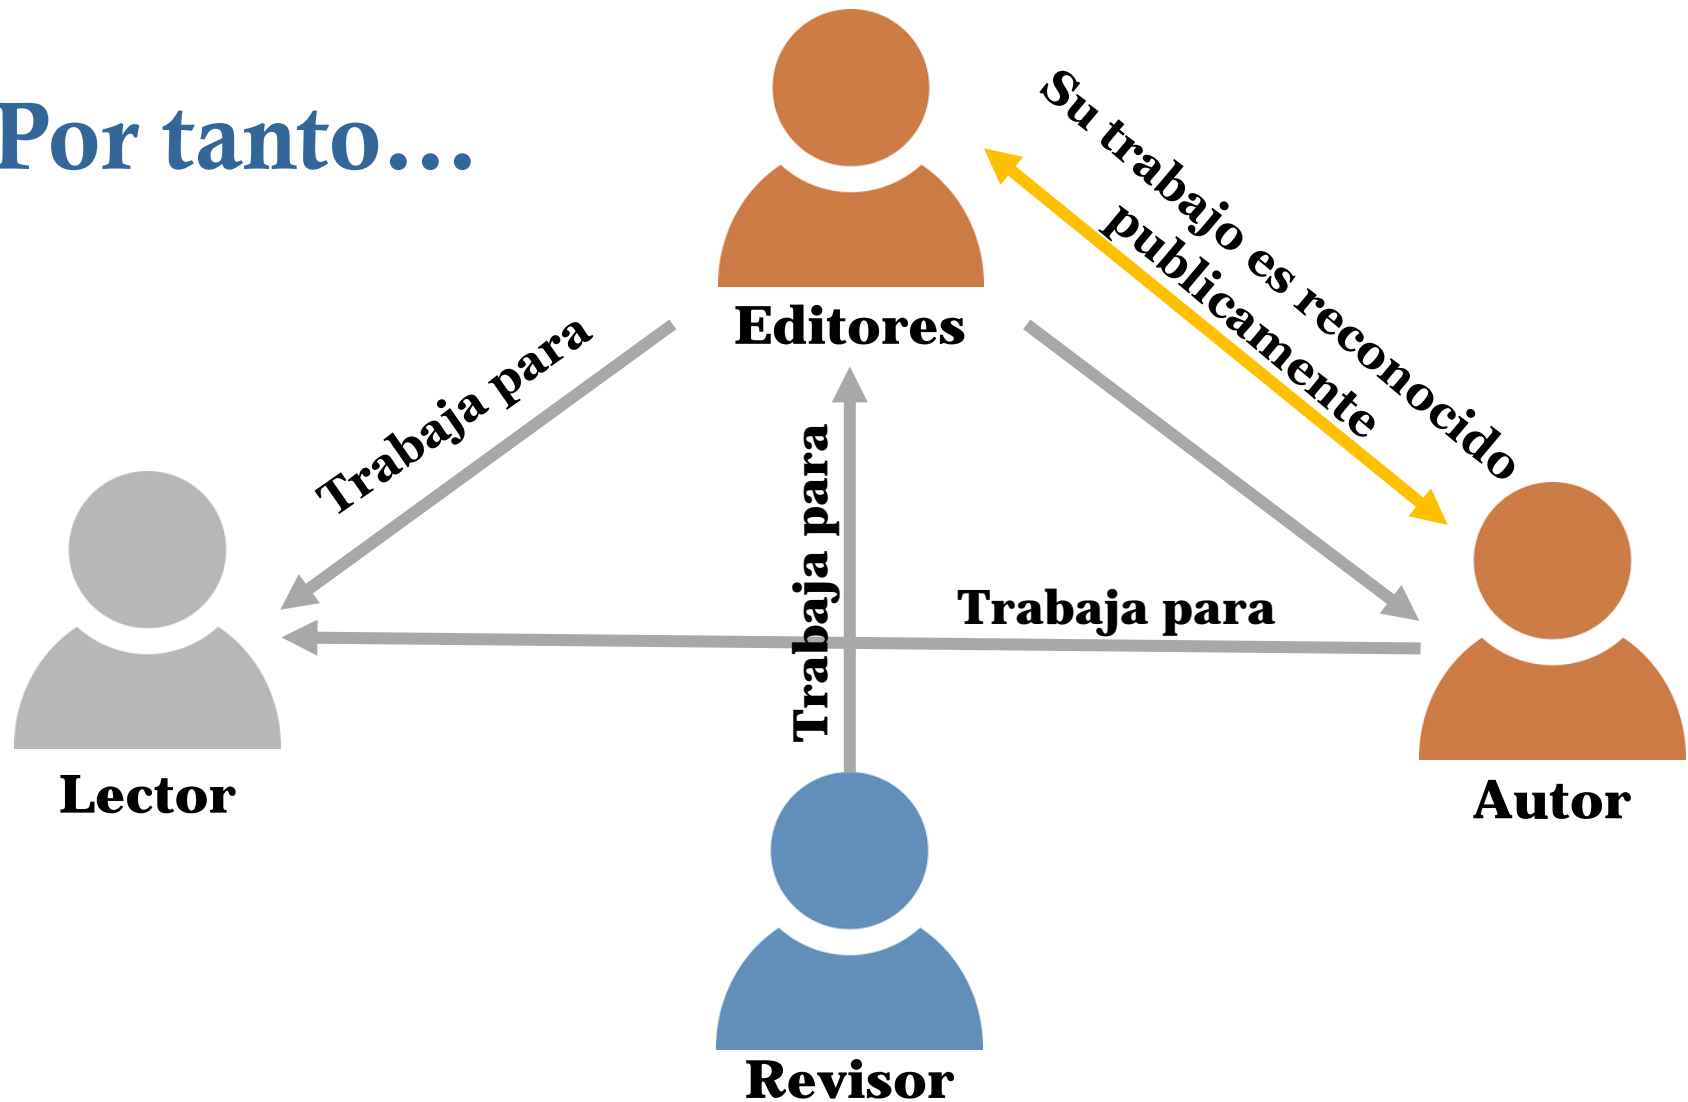 Por tanto...
Su trabajo es reconocido
publicamente
Editores
Trabaja para
Trabaja para
Trabaja para
Lector
Autor
Revisor